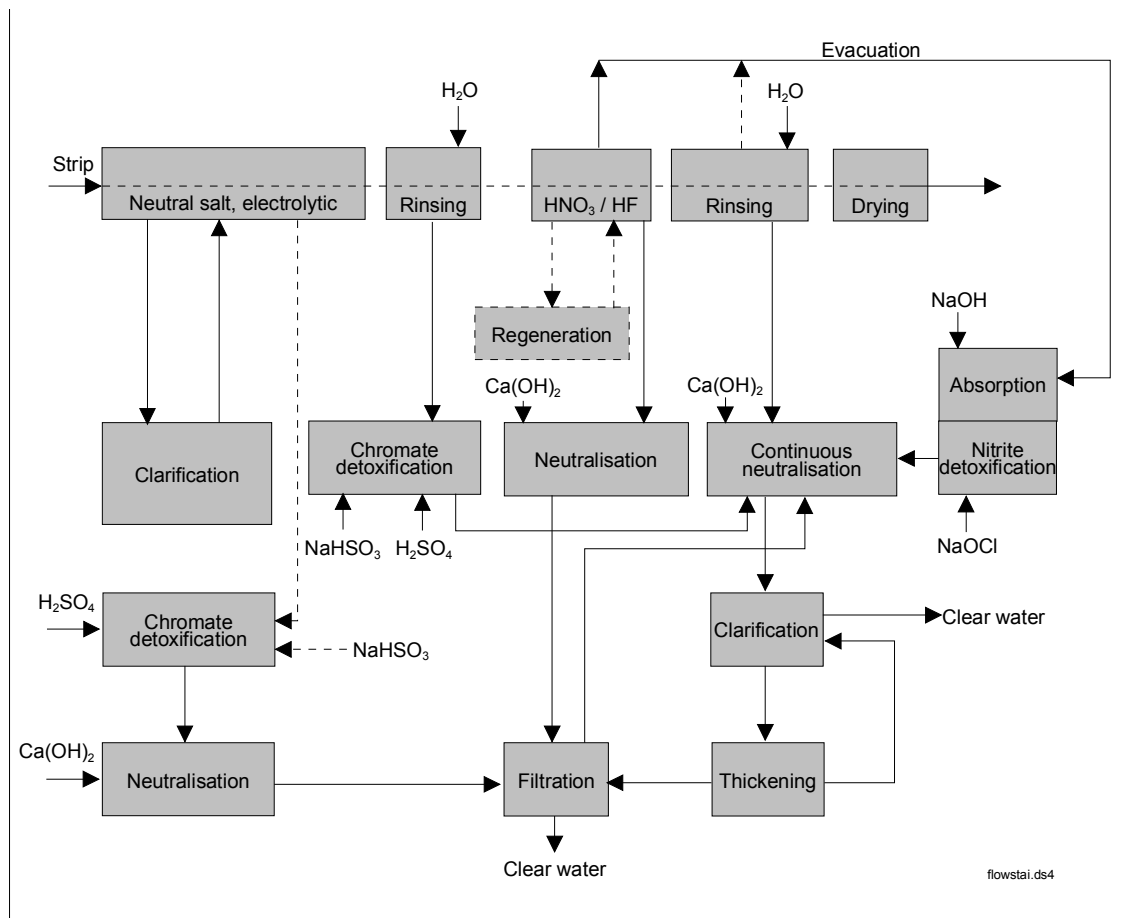 Evacuation
H₂O
H₂O
Strip
Neutral salt, electrolytic
Rinsing
HNO₃ / HF
Rinsing
Drying
NaOH
Regeneration
Absorption
Ca(OH)₂
Ca(OH)₂
Clarification
Chromate
detoxification
Neutralisation
Continuous
neutralisation
Nitrite
detoxification
NaHSO₃
H₂SO₄
NaOCl
H₂SO₄
Chromate
detoxification
NaHSO₃
Clarification
Clear water
Ca(OH)₂
Neutralisation
Filtration
Thickening
Clear water
flowstai.ds4